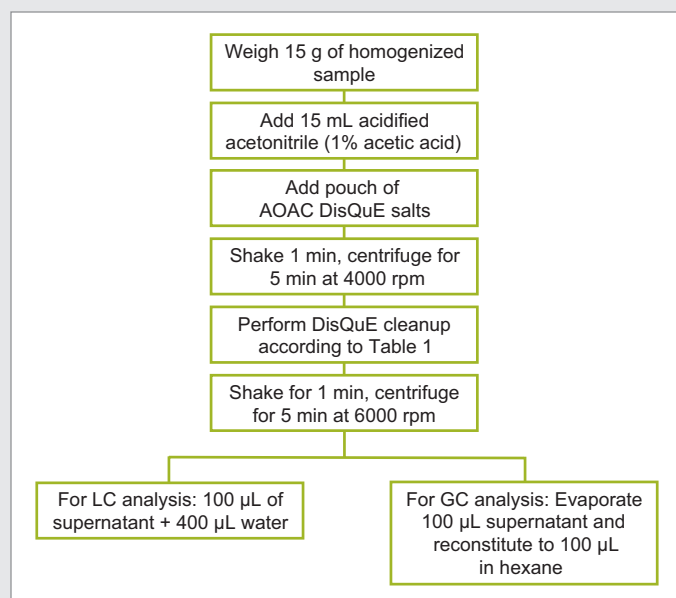 Weigh 15 g of homogenized
sample
Add 15 mL acidified
acetonitrile (1% acetic acid)
Add pouch of
AOAC DisQuE salts
Shake 1 min, centrifuge for
5 min at 4000 rpm
Perform DisQuE cleanup
according to Table 1
Shake for 1 min, centrifuge
for 5 min at 6000 rpm
For LC analysis: 100 µL of
supernatant + 400 µL water
For GC analysis: Evaporate
100 µL supernatant and
reconstitute to 100 µL
in hexane